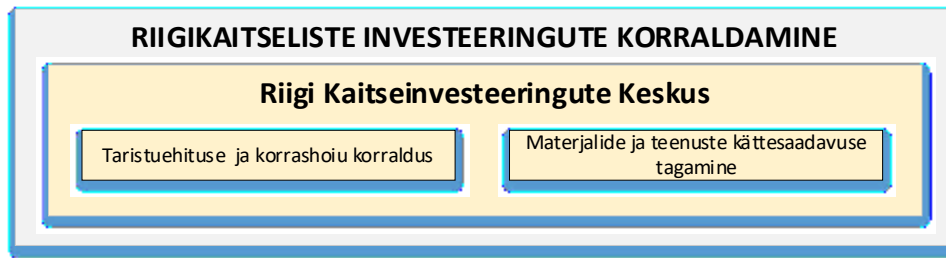 RIIGIKAITSELISTE INVESTEERINGUTE KORRALDAMINE
Riigi Kaitseinvesteeringute Keskus
Taristuehituse ja korrashoiu korraldus
Materjalide ja teenuste kättesaadavuse
tagamine